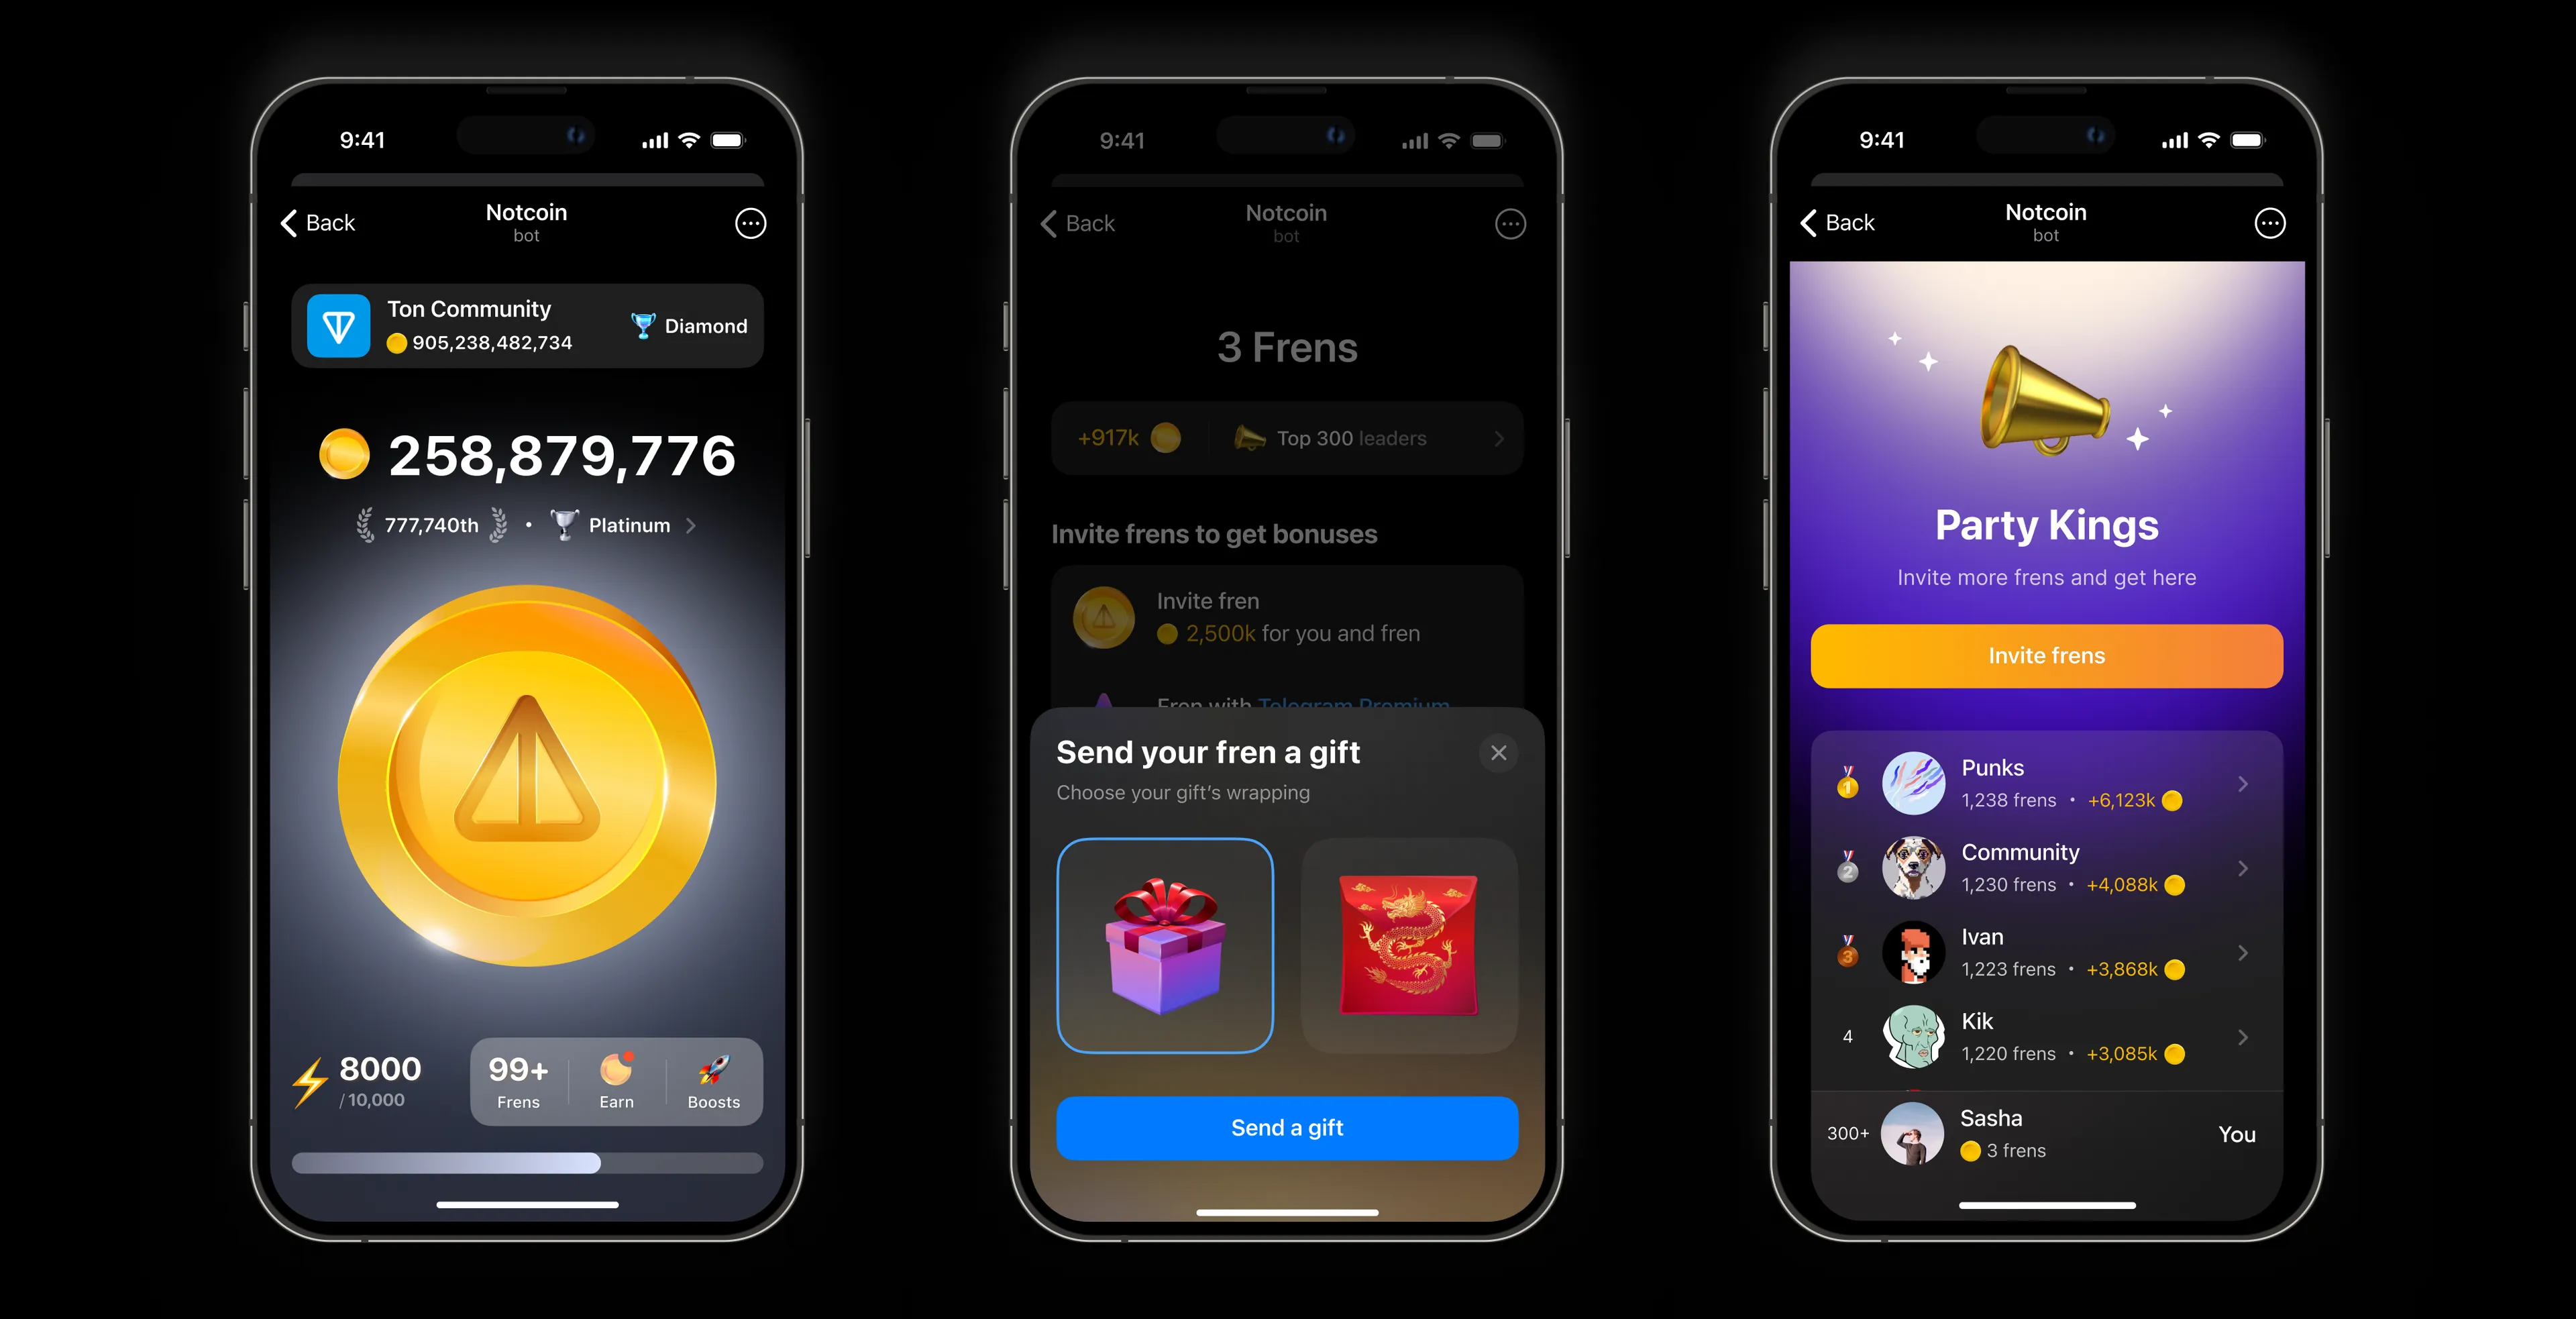 9:41
Back
Notcoin
bot
Ton Community
905,238,482,734
Diamond
258,879,776
777,740th • Platinum
8000
/ 10,000
99+
Frens
Earn
Boosts
9:41
Back
Notcoin
bot
3 Frens
+917k
Top 300 leaders
Invite frens to get bonuses
Invite fren
2,500k for you and fren
Fren with Telegram Premium
Send your fren a gift
Choose your gift's wrapping
Send a gift
9:41
Back
Notcoin
bot
Party Kings
Invite more frens and get here
Invite frens
1
Punks
1,238 frens • +6,123k
2
Community
1,230 frens • +4,088k
3
Ivan
1,223 frens • +3,868k
4
Kik
1,220 frens • +3,085k
300+
Sasha
3 frens
You